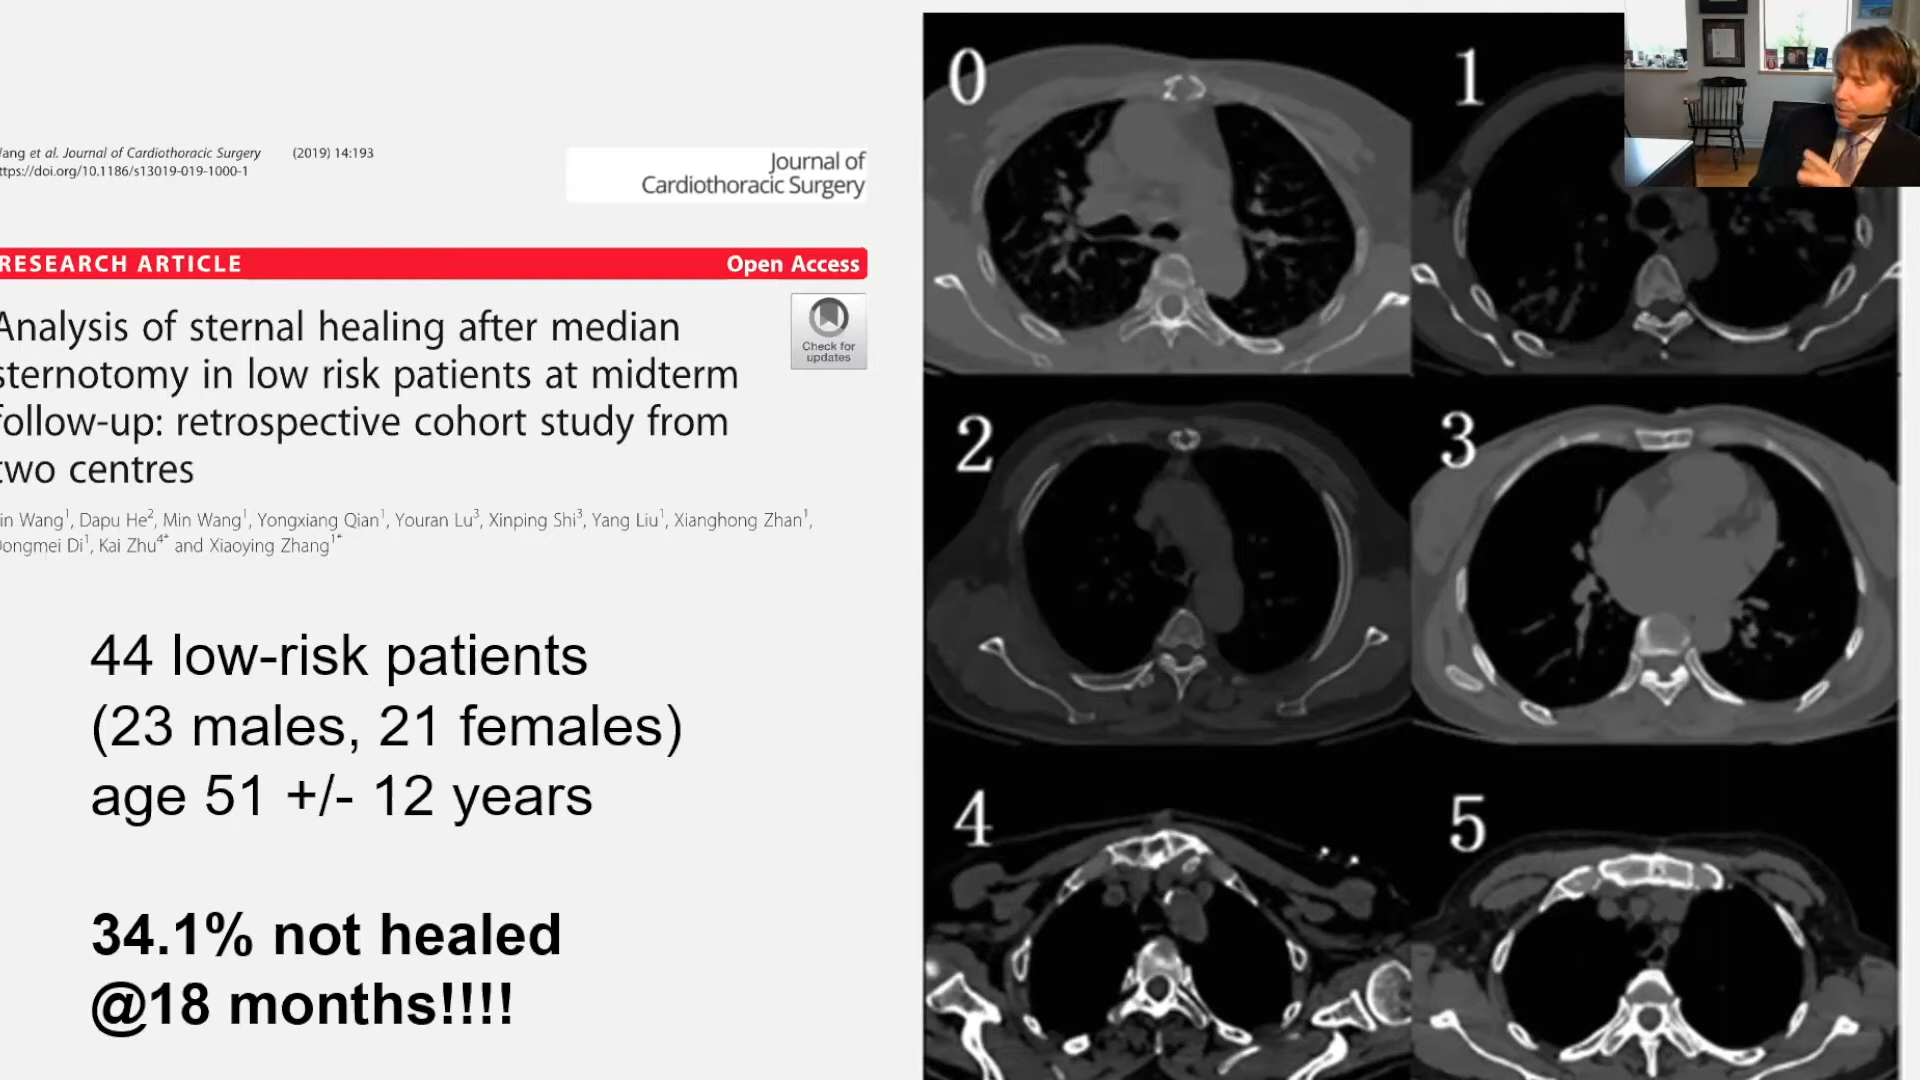 0
1
ang et al. Journal of Cardiothoracic Surgery (2019) 14:193
ttps://doi.org/10.1186/s13019-019-1000-1
Journal of
Cardiothoracic Surgery
RESEARCH ARTICLE Open Access
Analysis of sternal healing after median
sternotomy in low risk patients at midterm
follow-up: retrospective cohort study from
two centres
Check for
updates
2
3
in Wang1, Dapu He2, Min Wang1, Yongxiang Qian1, Youran Lu3, Xinping Shi3, Yang Liu1, Xianghong Zhan1,
Dongmei Di1, Kai Zhu4* and Xiaoying Zhang1*
44 low-risk patients
(23 males, 21 females)
age 51 +/- 12 years
4
5
34.1% not healed
@18 months!!!!